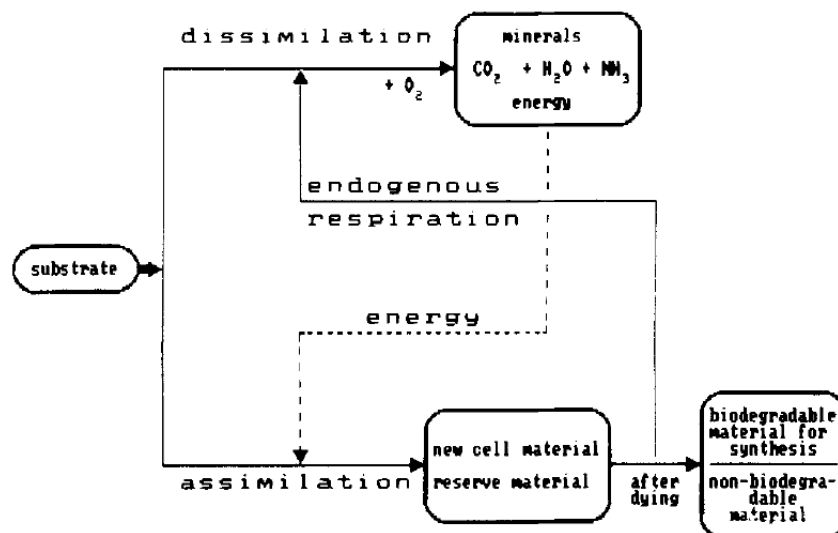 dissimilation
+ O₂
minerals
CO₂ + H₂O + NH₃
energy
endogenous
respiration
substrate
energy
assimilation
new cell material
reserve material
after
dying
biodegradable
material for
synthesis
non-biodegra-
dable
material